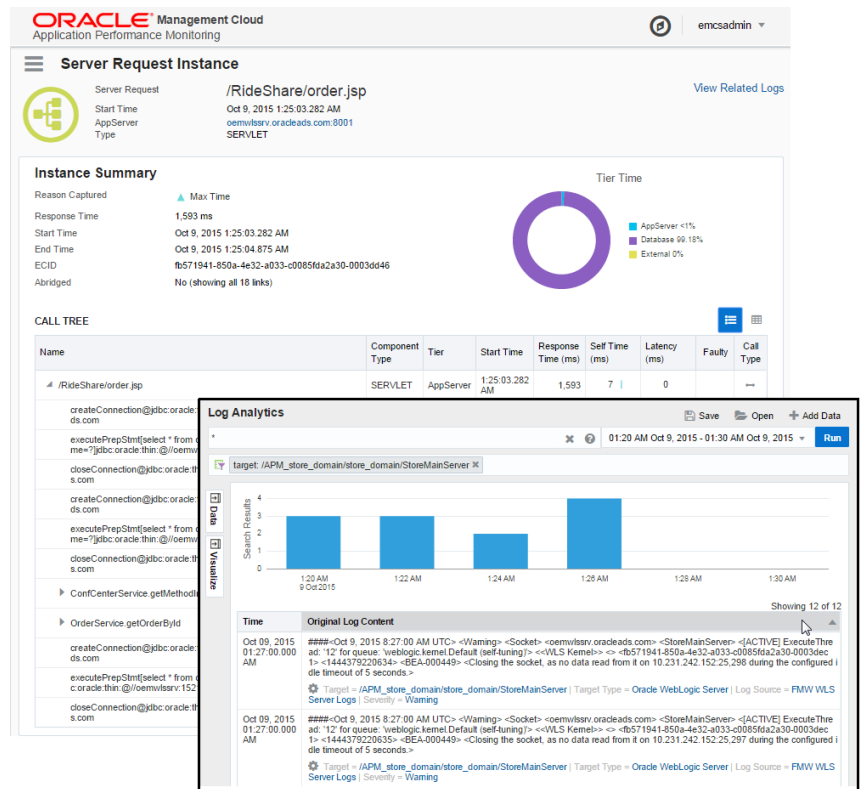 ORACLE Management Cloud
Application Performance Monitoring
emcsadmin
Server Request Instance
Server Request /RideShare/order.jsp
View Related Logs
Start Time Oct 9, 2015 1:25:03.282 AM
AppServer oemwlssrv.oracleads.com:8001
Type SERVLET
Instance Summary
Tier Time
Reason Captured Max Time
Response Time 1,593 ms
Start Time Oct 9, 2015 1:25:03.282 AM
End Time Oct 9, 2015 1:25:04.875 AM
ECID fb571941-850a-4e32-a033-c0085fda2a30-0003dd46
Abridged No (showing all 18 links)
AppServer <1%
Database 99.18%
External 0%
CALL TREE
Name Component Type Tier Start Time Response Time (ms) Self Time (ms) Latency (ms) Faulty Call Type
/RideShare/order.jsp SERVLET AppServer 1:25:03.282 AM 1,593 7 0
createConnection@jdbc:oracle:
ds.com
executePrepStmt[select * from
me=?]jdbc:oracle:thin:@//oemw
closeConnection@jdbc:oracle:th
s.com
createConnection@jdbc:oracle:
ds.com
executePrepStmt[select * from
me=?]jdbc:oracle:thin:@//oemw
closeConnection@jdbc:oracle:th
s.com
ConfCenterService.getMethodI
OrderService.getOrderById
createConnection@jdbc:oracle:
ds.com
executePrepStmt[select * from
c:oracle:thin:@//oemwlssrv:152
closeConnection@jdbc:oracle:th
s.com
Log Analytics
Save Open Add Data
*
01:20 AM Oct 9, 2015 - 01:30 AM Oct 9, 2015 Run
target: /APM_store_domain/store_domain/StoreMainServer
Data
Visualize
Search Results
4
3
2
1
0
1:20 AM 1:22 AM 1:24 AM 1:26 AM 1:28 AM 1:30 AM
9 Oct 2015
Showing 12 of 12
Time Original Log Content
Oct 09, 2015 ####<Oct 9, 2015 8:27:00 AM UTC> <Warning> <Socket> <oemwlssrv.oracleads.com> <StoreMainServer> <[ACTIVE] ExecuteThre
01:27:00.000 ad: '12' for queue: 'weblogic.kernel.Default (self-tuning)'> <<WLS Kernel>> <> <fb571941-850a-4e32-a033-c0085fda2a30-0003dec
AM 1> <1444379220634> <BEA-000449> <Closing the socket, as no data read from it on 10.231.242.152:25,298 during the configured i
dle timeout of 5 seconds.>
Target = /APM_store_domain/store_domain/StoreMainServer | Target Type = Oracle WebLogic Server | Log Source = FMW WLS
Server Logs | Severity = Warning
Oct 09, 2015 ####<Oct 9, 2015 8:27:00 AM UTC> <Warning> <Socket> <oemwlssrv.oracleads.com> <StoreMainServer> <[ACTIVE] ExecuteThre
01:27:00.000 ad: '12' for queue: 'weblogic.kernel.Default (self-tuning)'> <<WLS Kernel>> <> <fb571941-850a-4e32-a033-c0085fda2a30-0003dec
AM 1> <1444379220635> <BEA-000449> <Closing the socket, as no data read from it on 10.231.242.152:25,297 during the configured i
dle timeout of 5 seconds.>
Target = /APM_store_domain/store_domain/StoreMainServer | Target Type = Oracle WebLogic Server | Log Source = FMW WLS
Server Logs | Severity = Warning